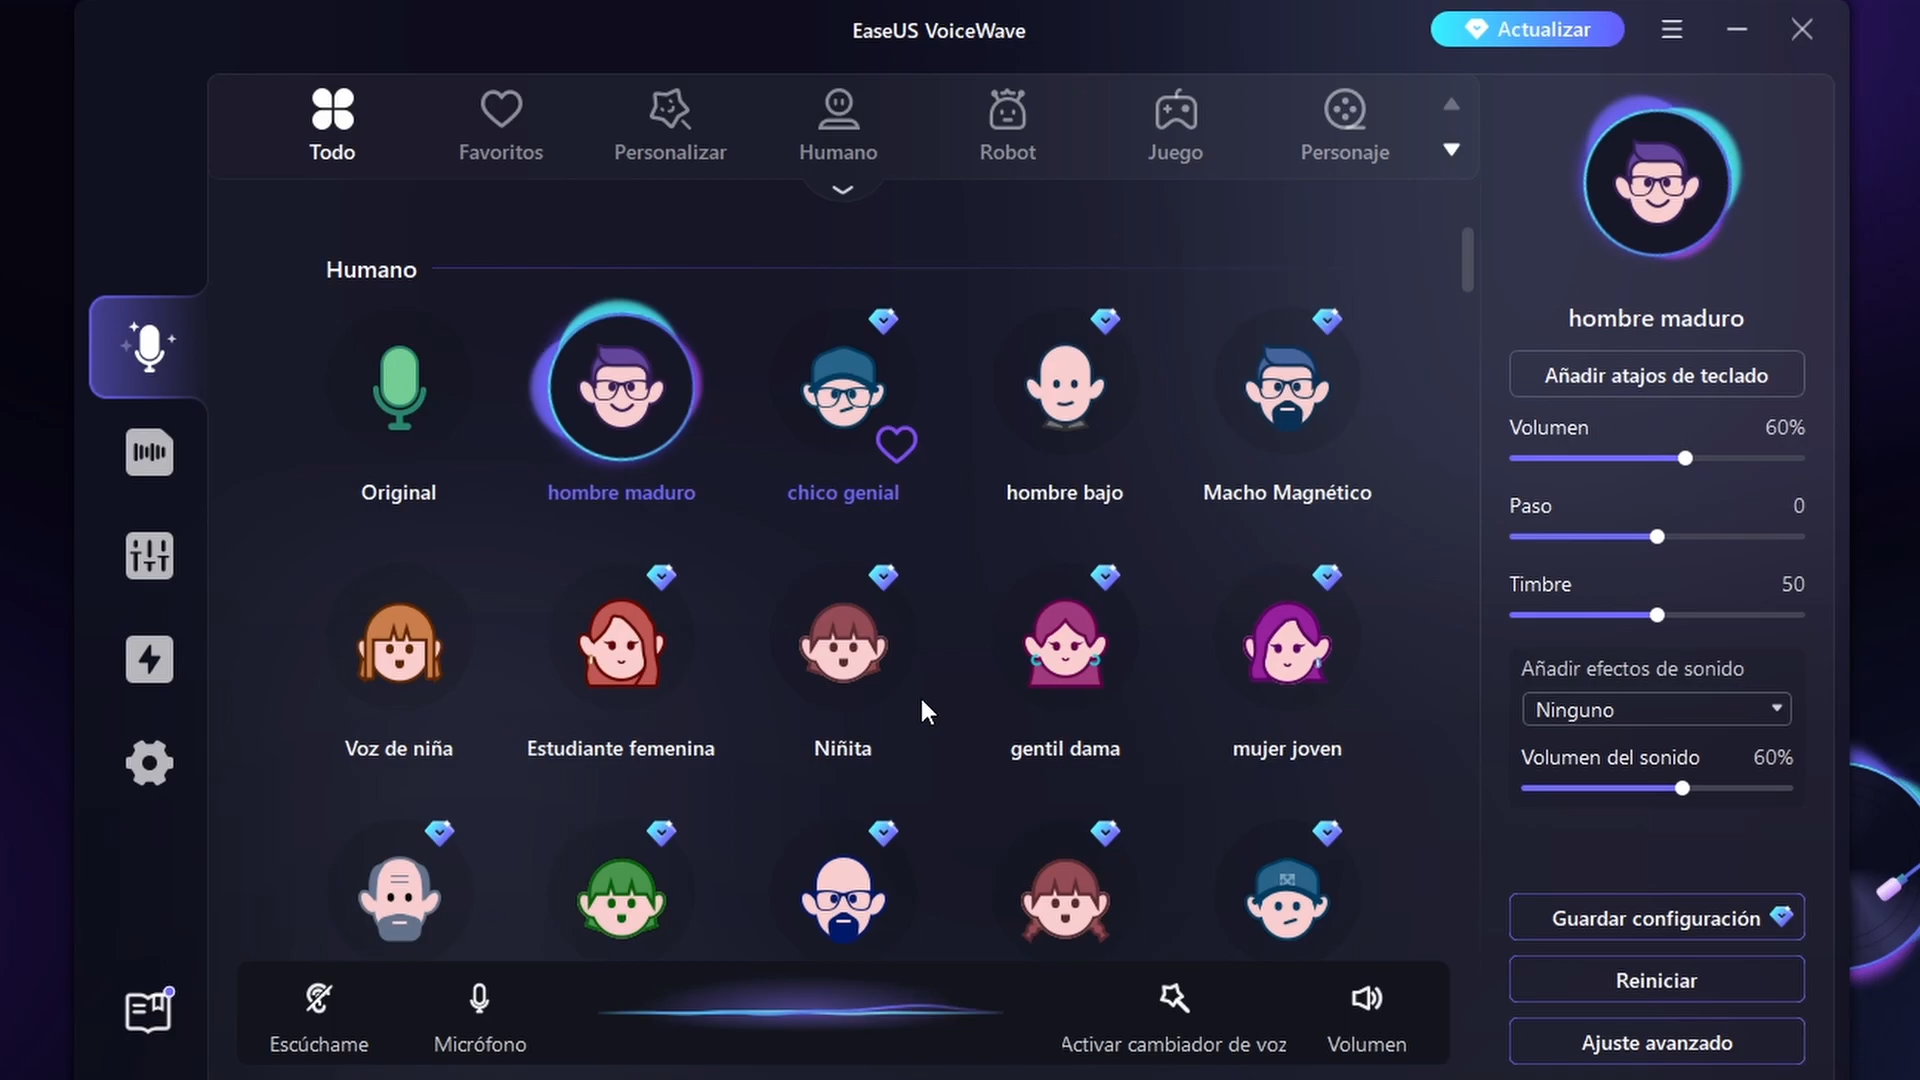 EaseUS VoiceWave
Actualizar
Todo
Favoritos
Personalizar
Humano
Robot
Juego
Personaje
Humano
Original
hombre maduro
chico genial
hombre bajo
Macho Magnético
Voz de niña
Estudiante femenina
Niñita
gentil dama
mujer joven
Escúchame
Micrófono
Activar cambiador de voz
Volumen
hombre maduro
Añadir atajos de teclado
Volumen 60%
Paso 0
Timbre 50
Añadir efectos de sonido
Ninguno
Volumen del sonido 60%
Guardar configuración
Reiniciar
Ajuste avanzado